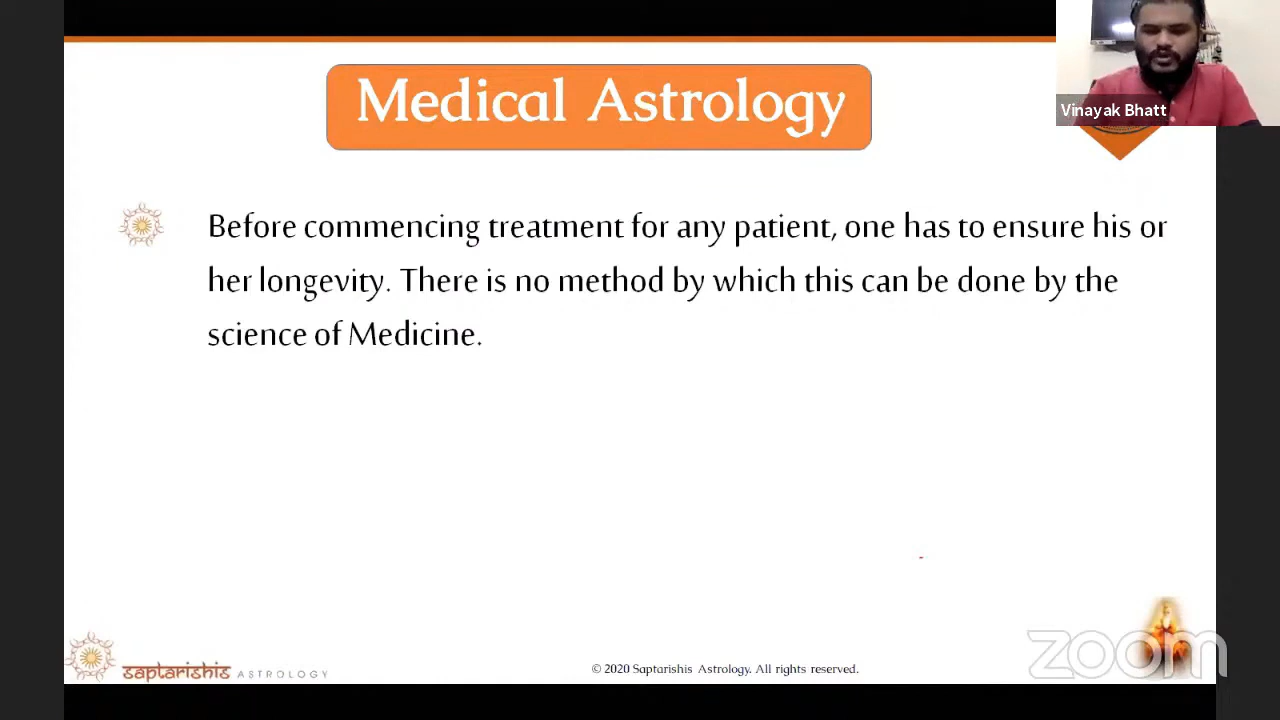 Medical Astrology
Vinayak Bhatt
Before commencing treatment for any patient, one has to ensure his or
her longevity. There is no method by which this can be done by the
science of Medicine.
saptarishis ASTROLOGY
© 2020 Saptarishis Astrology. All rights reserved.
zoom